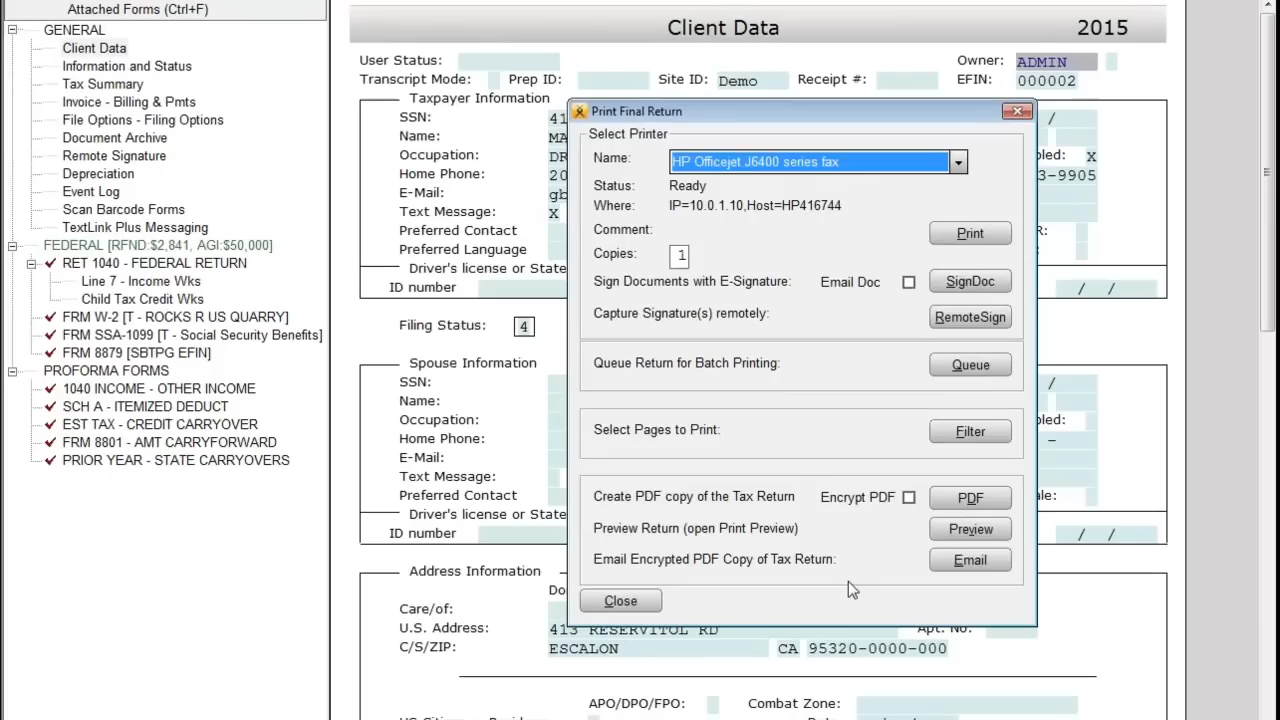 Attached Forms (Ctrl+F)
GENERAL
Client Data
Information and Status
Tax Summary
Invoice - Billing & Pmts
File Options - Filing Options
Document Archive
Remote Signature
Depreciation
Event Log
Scan Barcode Forms
TextLink Plus Messaging
FEDERAL [RFND:$2,841, AGI:$50,000]
RET 1040 - FEDERAL RETURN
Line 7 - Income Wks
Child Tax Credit Wks
FRM W-2 [T - ROCKS R US QUARRY]
FRM SSA-1099 [T - Social Security Benefits]
FRM 8879 [SBTPG EFIN]
PROFORMA FORMS
1040 INCOME - OTHER INCOME
SCH A - ITEMIZED DEDUCT
EST TAX - CREDIT CARRYOVER
FRM 8801 - AMT CARRYFORWARD
PRIOR YEAR - STATE CARRYOVERS
Client Data 2015
User Status: Owner: ADMIN
Transcript Mode: Prep ID: Site ID: Demo Receipt #: EFIN: 000002
Taxpayer Information
SSN: 41 /
Name: MA
Occupation: DR bled: X
Home Phone: 20 3-9905
E-Mail: gb
Text Message: X
Preferred Contact R:
Preferred Language
Driver's license or State
ID number / /
Filing Status: 4
Spouse Information
SSN: /
Name:
Occupation: bled:
Home Phone: –
E-Mail:
Text Message:
Preferred Contact le:
Driver's license or State
ID number / /
Address Information
Do
Care/of:
U.S. Address: 413 RESERVITOL RD Apt. No.
C/S/ZIP: ESCALON CA 95320-0000-000
APO/DPO/FPO: Combat Zone:
Print Final Return
Select Printer
Name: HP Officejet J6400 series fax
Status: Ready
Where: IP=10.0.1.10,Host=HP416744
Comment:
Print
Copies: 1
Sign Documents with E-Signature: Email Doc SignDoc
Capture Signature(s) remotely: RemoteSign
Queue Return for Batch Printing: Queue
Select Pages to Print: Filter
Create PDF copy of the Tax Return Encrypt PDF PDF
Preview Return (open Print Preview) Preview
Email Encrypted PDF Copy of Tax Return: Email
Close